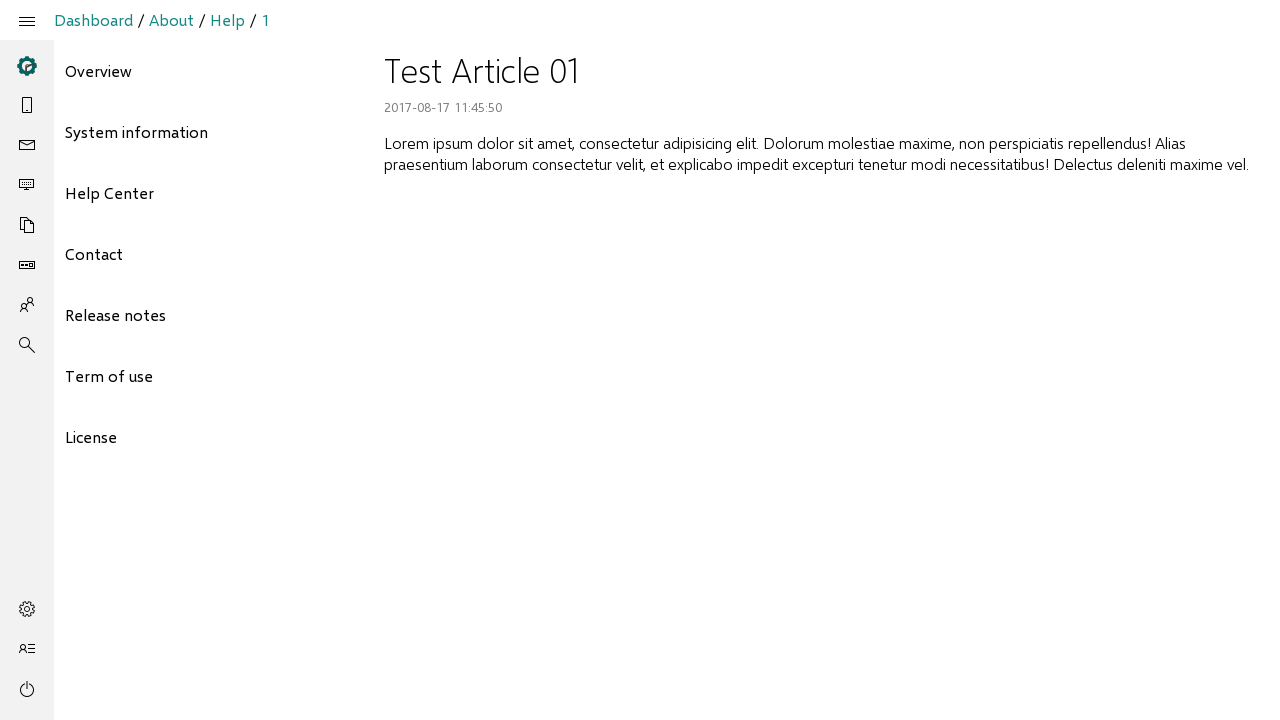 Dashboard / About / Help / 1
Overview
System information
Help Center
Contact
Release notes
Term of use
License
Test Article 01
2017-08-17 11:45:50
Lorem ipsum dolor sit amet, consectetur adipisicing elit. Dolorum molestiae maxime, non perspiciatis repellendus! Alias
praesentium laborum consectetur velit, et explicabo impedit excepturi tenetur modi necessitatibus! Delectus deleniti maxime vel.